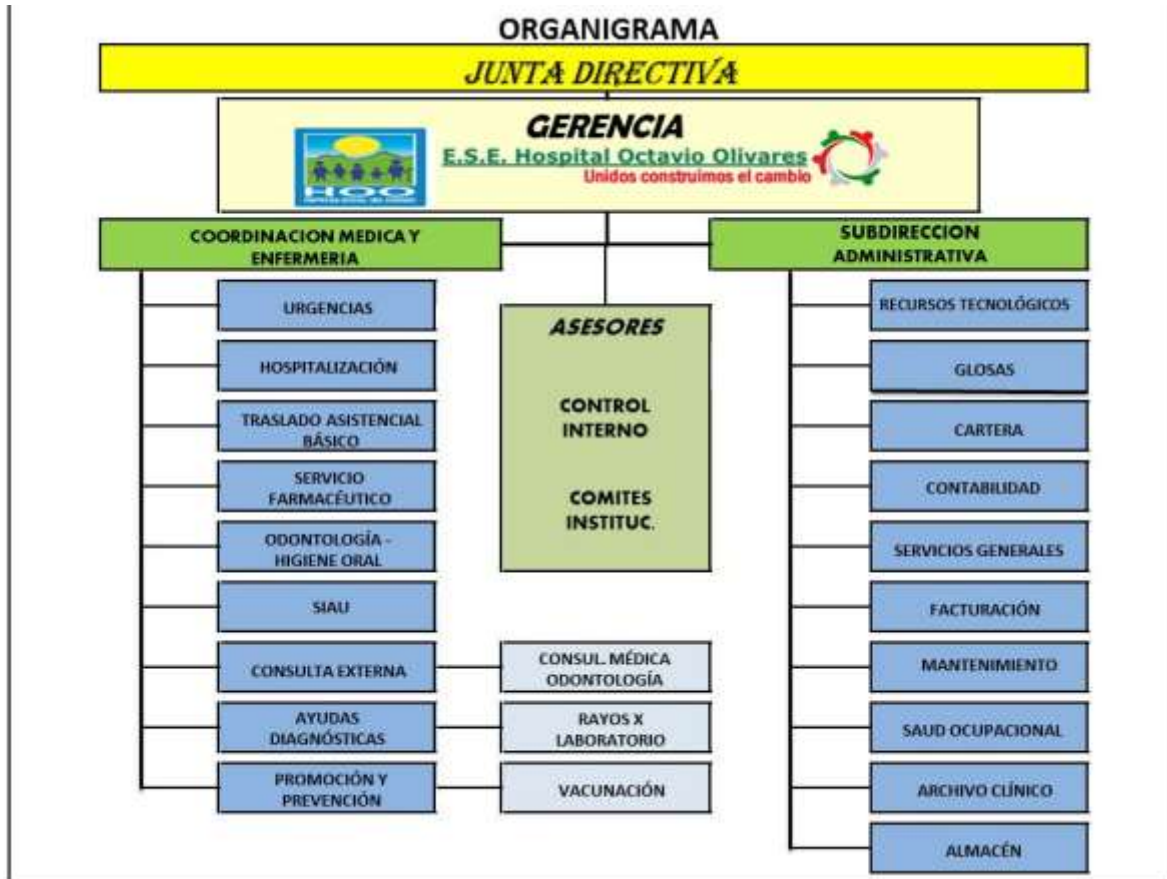 ORGANIGRAMA
JUNTA DIRECTIVA
GERENCIA
E.S.E. Hospital Octavio Olivares
Unidos construimos el cambio
HOO
COORDINACION MEDICA Y
ENFERMERIA
URGENCIAS
HOSPITALIZACIÓN
TRASLADO ASISTENCIAL
BÁSICO
SERVICIO
FARMACÉUTICO
ODONTOLOGÍA -
HIGIENE ORAL
SIAU
CONSULTA EXTERNA
CONSUL. MÉDICA
ODONTOLOGÍA
AYUDAS
DIAGNÓSTICAS
RAYOS X
LABORATORIO
PROMOCIÓN Y
PREVENCIÓN
VACUNACIÓN
ASESORES
CONTROL
INTERNO
COMITES
INSTITUC.
SUBDIRECCION
ADMINISTRATIVA
RECURSOS TECNOLÓGICOS
GLOSAS
CARTERA
CONTABILIDAD
SERVICIOS GENERALES
FACTURACIÓN
MANTENIMIENTO
SAUD OCUPACIONAL
ARCHIVO CLÍNICO
ALMACÉN